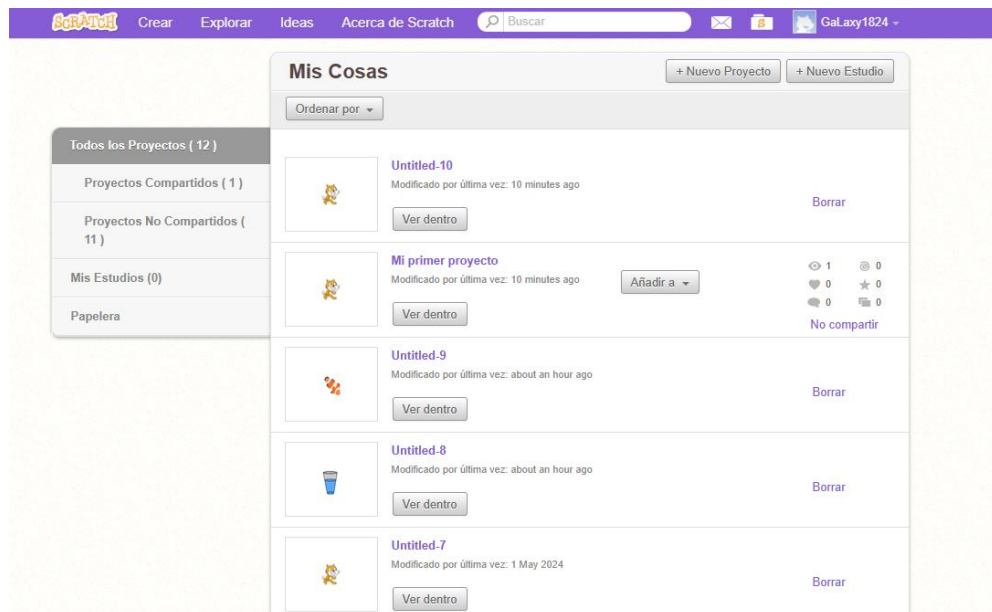 SCRATCH Crear Explorar Ideas Acerca de Scratch Buscar GaLaxy1824
Mis Cosas + Nuevo Proyecto + Nuevo Estudio
Ordenar por
Todos los Proyectos ( 12 )
Proyectos Compartidos ( 1 )
Proyectos No Compartidos (
11 )
Mis Estudios (0)
Papelera
Untitled-10
Modificado por última vez: 10 minutes ago
Ver dentro
Borrar
Mi primer proyecto
Modificado por última vez: 10 minutes ago
Ver dentro
Añadir a
1 0
0 0
0 0
No compartir
Untitled-9
Modificado por última vez: about an hour ago
Ver dentro
Borrar
Untitled-8
Modificado por última vez: about an hour ago
Ver dentro
Borrar
Untitled-7
Modificado por última vez: 1 May 2024
Ver dentro
Borrar